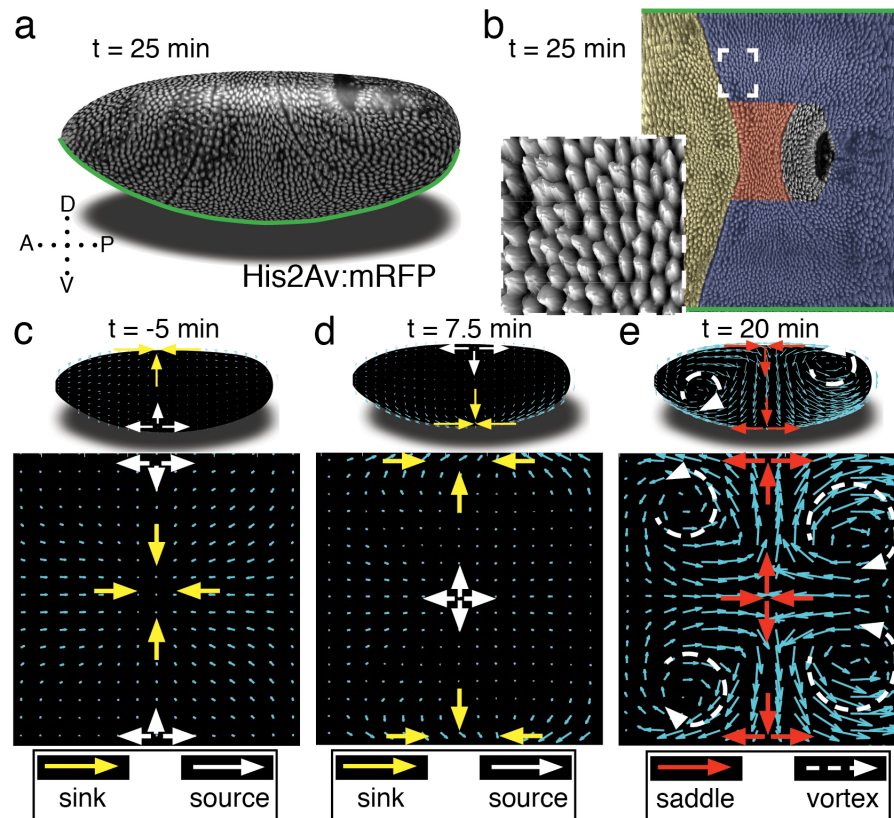 a
t = 25 min
D
A P
V
His2Av:mRFP
b
t = 25 min
c
t = -5 min
d
t = 7.5 min
e
t = 20 min
sink
source
sink
source
saddle
vortex